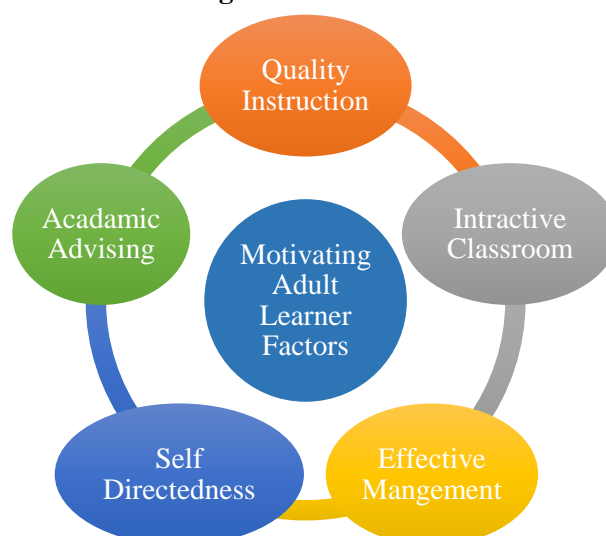 Quality
Instruction
Intractive
Classroom
Effective
Mangement
Self
Directedness
Acadamic
Advising
Motivating
Adult
Learner
Factors